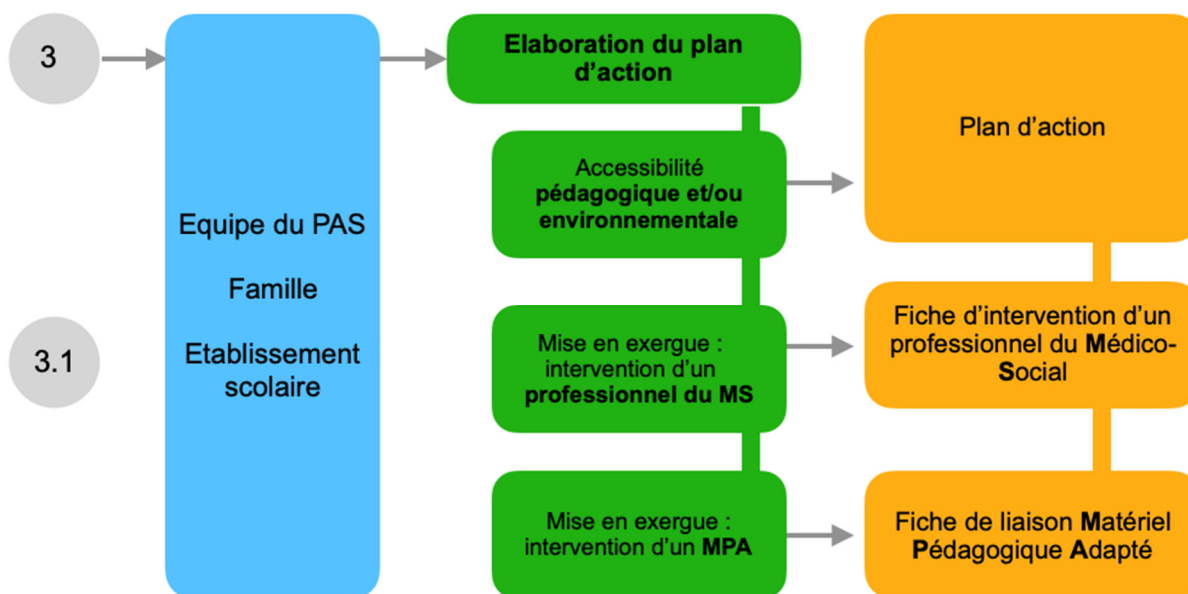 3
3.1
Equipe du PAS
Famille
Etablissement
scolaire
Elaboration du plan
d’action
Accessibilité
pédagogique et/ou
environnementale
Mise en exergue :
intervention d’un
professionnel du MS
Mise en exergue :
intervention d’un MPA
Plan d’action
Fiche d’intervention d’un
professionnel du Médico-
Social
Fiche de liaison Matériel
Pédagogique Adapté